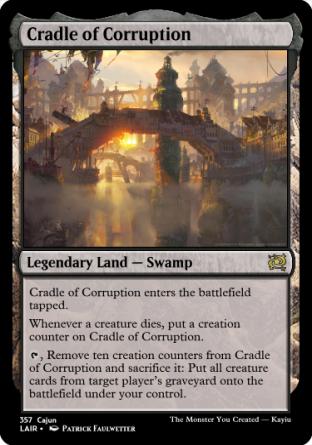 Cradle of Corruption
Legendary Land — Swamp
Cradle of Corruption enters the battlefield
tapped.
Whenever a creature dies, put a creation
counter on Cradle of Corruption.
, Remove ten creation counters from Cradle
of Corruption and sacrifice it: Put all creature
cards from target player's graveyard onto the
battlefield under your control.
357 Cajun
The Monster You Created — Kayiu
LAIR • Patrick Faulwetter